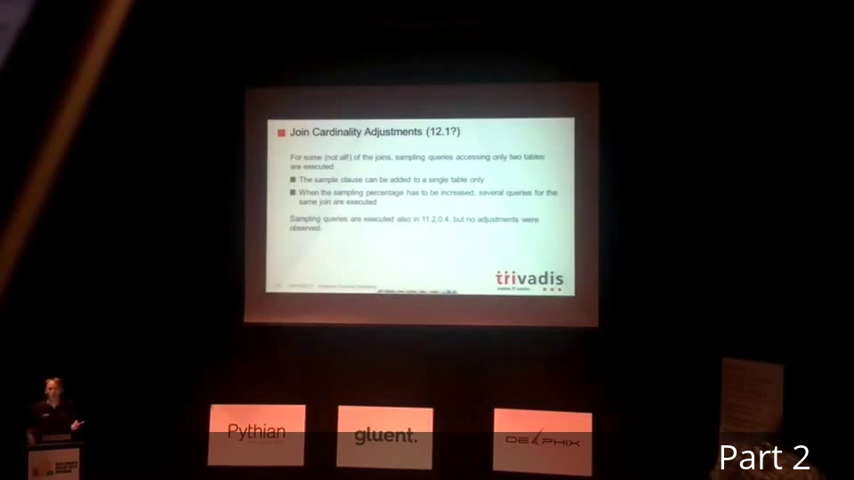 Join Cardinality Adjustments (12.1?)
For some (not all!) of the joins, sampling queries accessing only two tables
are executed
The sample clause can be added to a single table only
When the sampling percentage has to be increased, several queries for the
same join are executed
Sampling queries are executed also in 11.2.0.4, but no adjustments were
observed.
trivadis
Pythian
gluent.
DELPHIX
Part 2